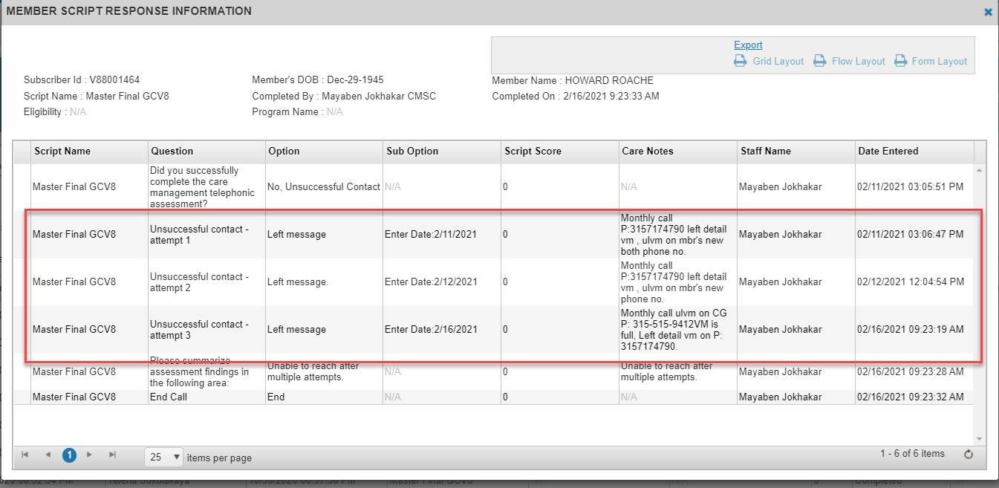 MEMBER SCRIPT RESPONSE INFORMATION
Export
Grid Layout Flow Layout Form Layout
Subscriber Id : V88001464 Member's DOB : Dec-29-1945 Member Name : HOWARD ROACHE
Script Name : Master Final GCV8 Completed By : Mayaben Jokhakar CMSC Completed On : 2/16/2021 9:23:33 AM
Eligibility : N/A Program Name : N/A
Script Name Question Option Sub Option Script Score Care Notes Staff Name Date Entered
Did you successfully
complete the care
Master Final GCV8 management telephonic No, Unsuccessful Contact N/A 0 N/A Mayaben Jokhakar 02/11/2021 03:05:51 PM
assessment?
Monthly call
Master Final GCV8 Unsuccessful contact - Left message Enter Date:2/11/2021 0 P:3157174790 left detail Mayaben Jokhakar 02/11/2021 03:06:47 PM
attempt 1 vm , ulvm on mbr's new
both phone no.
Monthly call
Master Final GCV8 Unsuccessful contact - Left message. Enter Date:2/12/2021 0 P:3157174790 left detail Mayaben Jokhakar 02/12/2021 12:04:54 PM
attempt 2 vm , ulvm on mbr's new
phone no.
Monthly call ulvm on CG
Master Final GCV8 Unsuccessful contact - Left message Enter Date:2/16/2021 0 P: 315-515-9412VM is Mayaben Jokhakar 02/16/2021 09:23:19 AM
attempt 3 full, Left detail vm on P:
3157174790.
Please summarize Unable to reach after Unable to reach after
Master Final GCV8 assessment findings in multiple attempts. N/A 0 multiple attempts. Mayaben Jokhakar 02/16/2021 09:23:28 AM
the following area:
Master Final GCV8 End Call End N/A 0 N/A Mayaben Jokhakar 02/16/2021 09:23:32 AM
1 25 items per page 1 - 6 of 6 items